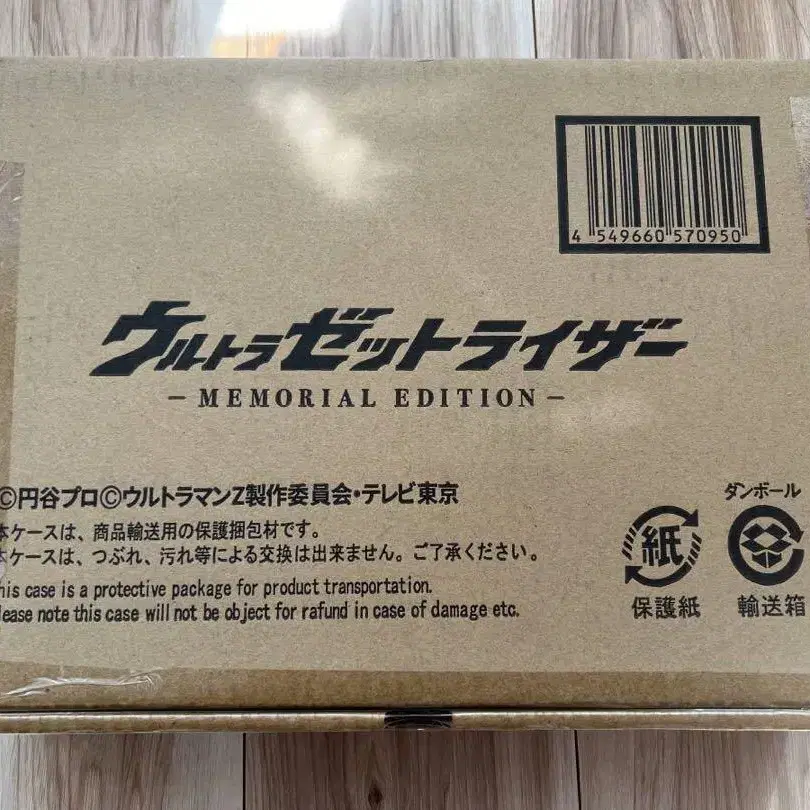 4 549660 570950
ウルトラゼットライザー
- MEMORIAL EDITION -
©円谷プロ©ウルトラマンZ製作委員会・テレビ東京
本ケースは、商品輸送用の保護梱包材です。
本ケースは、つぶれ、汚れ等による交換は出来ません。ご了承ください。
his case is a protective package for product transportation.
lease note this case will not be object for rafund in case of damage etc.
紙
保護紙
ダンボール
輸送箱